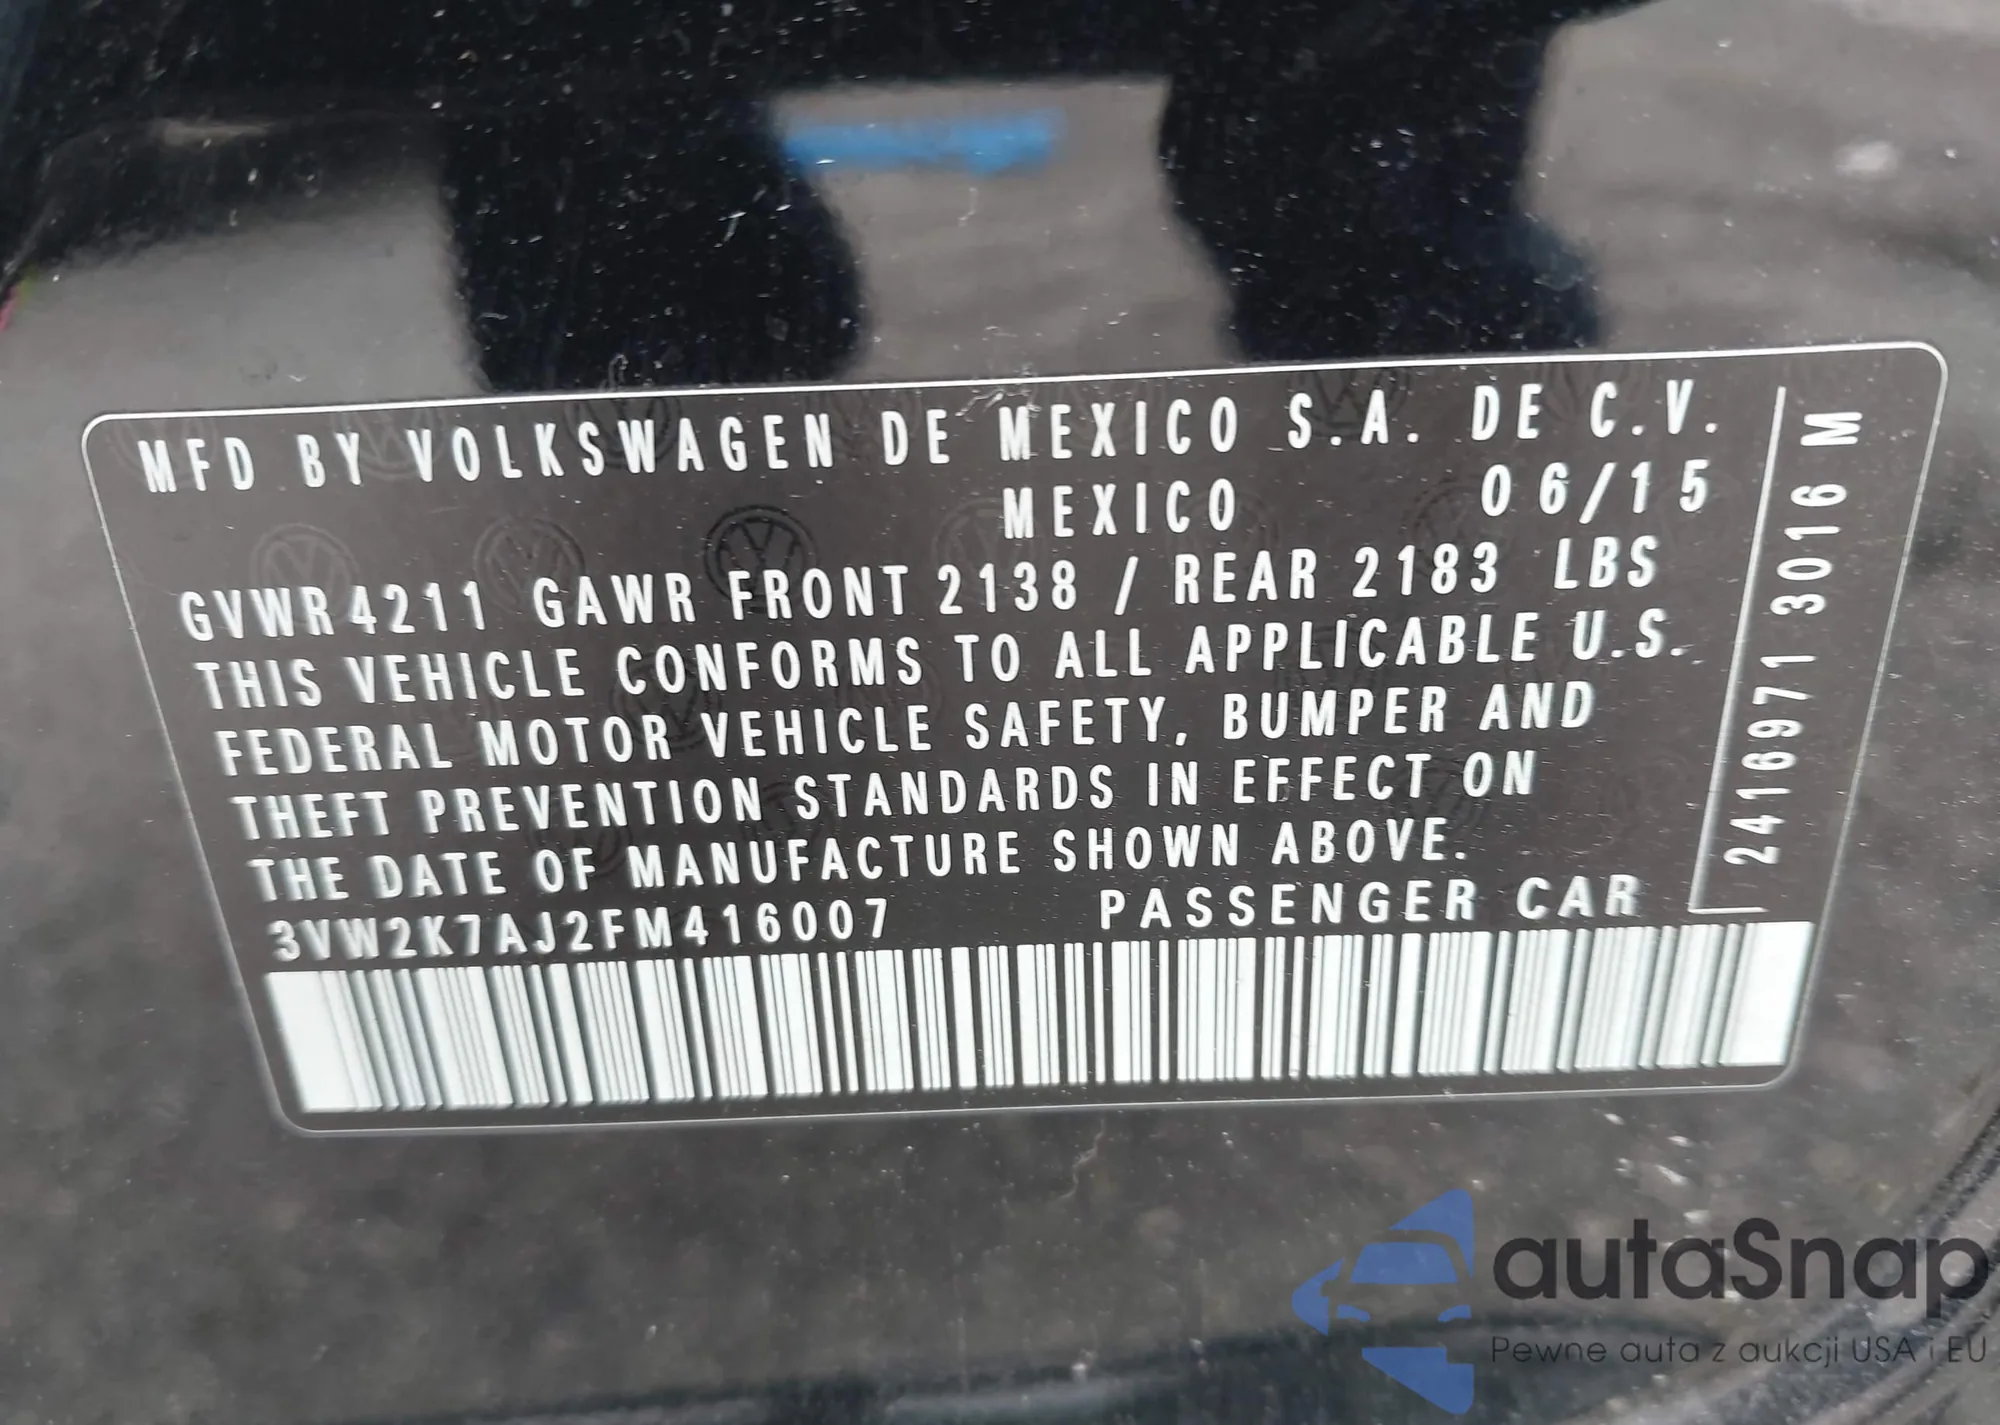 MFD BY VOLKSWAGEN DE MEXICO S.A. DE C.V.
MEXICO 06/15
GVWR 4211 GAWR FRONT 2138 / REAR 2183 LBS
THIS VEHICLE CONFORMS TO ALL APPLICABLE U.S.
FEDERAL MOTOR VEHICLE SAFETY, BUMPER AND
THEFT PREVENTION STANDARDS IN EFFECT ON
THE DATE OF MANUFACTURE SHOWN ABOVE.
3VW2K7AJ2FM416007 PASSENGER CAR
2416971 3016 M
autaSnap
Pewne auta z aukcji USA i EU